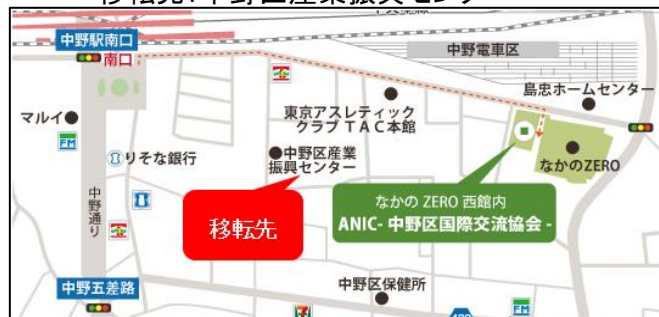 移転先：中野区産業振興センター
中野駅南口
南口
中野電車区
島忠ホームセンター
マルイ
FM
東京アスレティック
クラブ TAC本館
りそな銀行
中野区産業
振興センター
なかのZERO
中野通り
移転先
なかの ZERO 西館内
ANIC- 中野区国際交流協会 -
中野五差路
中野区保健所
FM